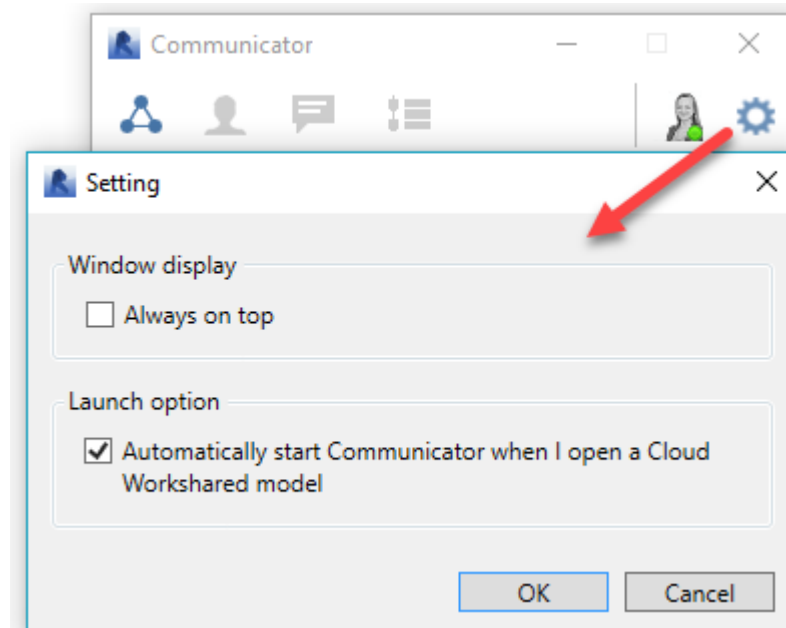 Communicator
Setting
Window display
Always on top
Launch option
Automatically start Communicator when I open a Cloud
Workshared model
OK
Cancel